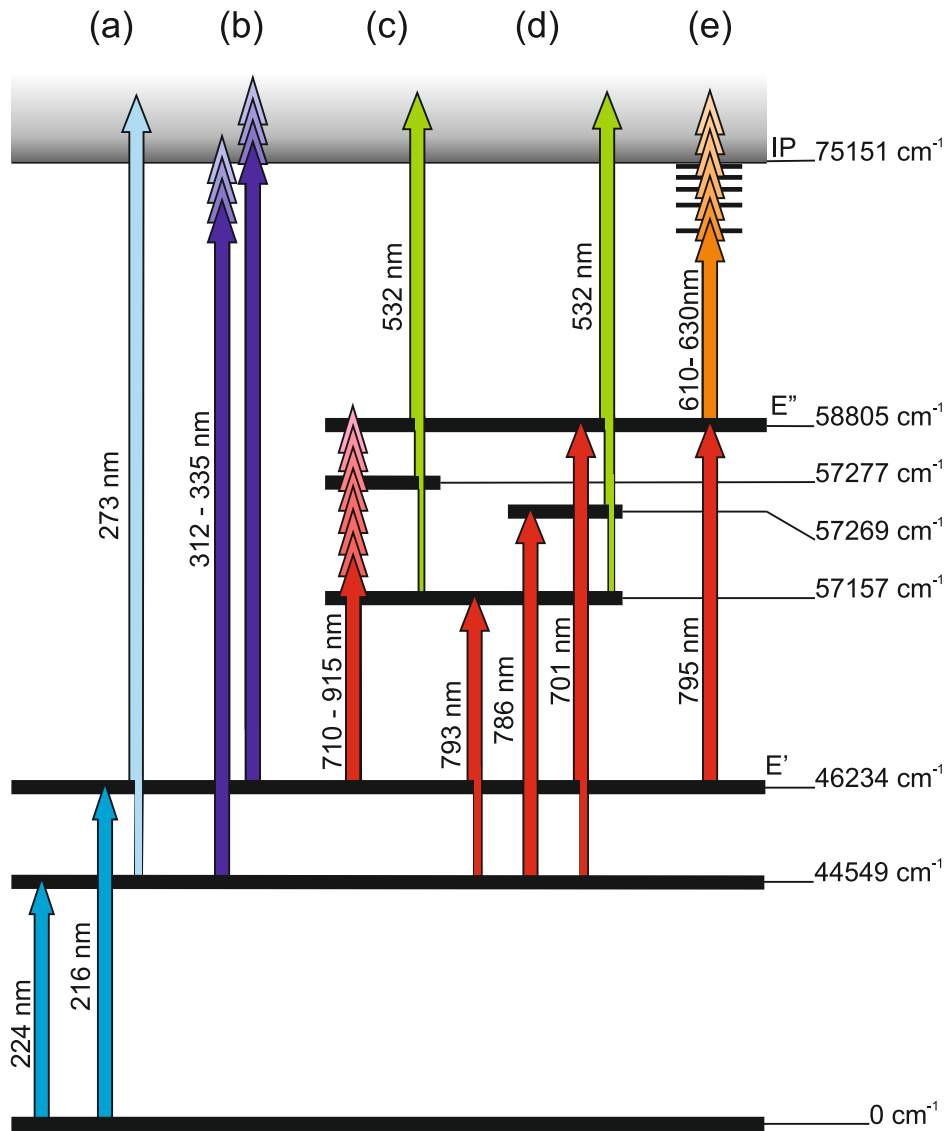 (a)
(b)
(c)
(d)
(e)
IP
75151 cm⁻¹
273 nm
312 - 335 nm
532 nm
532 nm
610- 630nm
E”
58805 cm⁻¹
57277 cm⁻¹
57269 cm⁻¹
57157 cm⁻¹
710 - 915 nm
793 nm
786 nm
701 nm
795 nm
E’
46234 cm⁻¹
44549 cm⁻¹
224 nm
216 nm
0 cm⁻¹